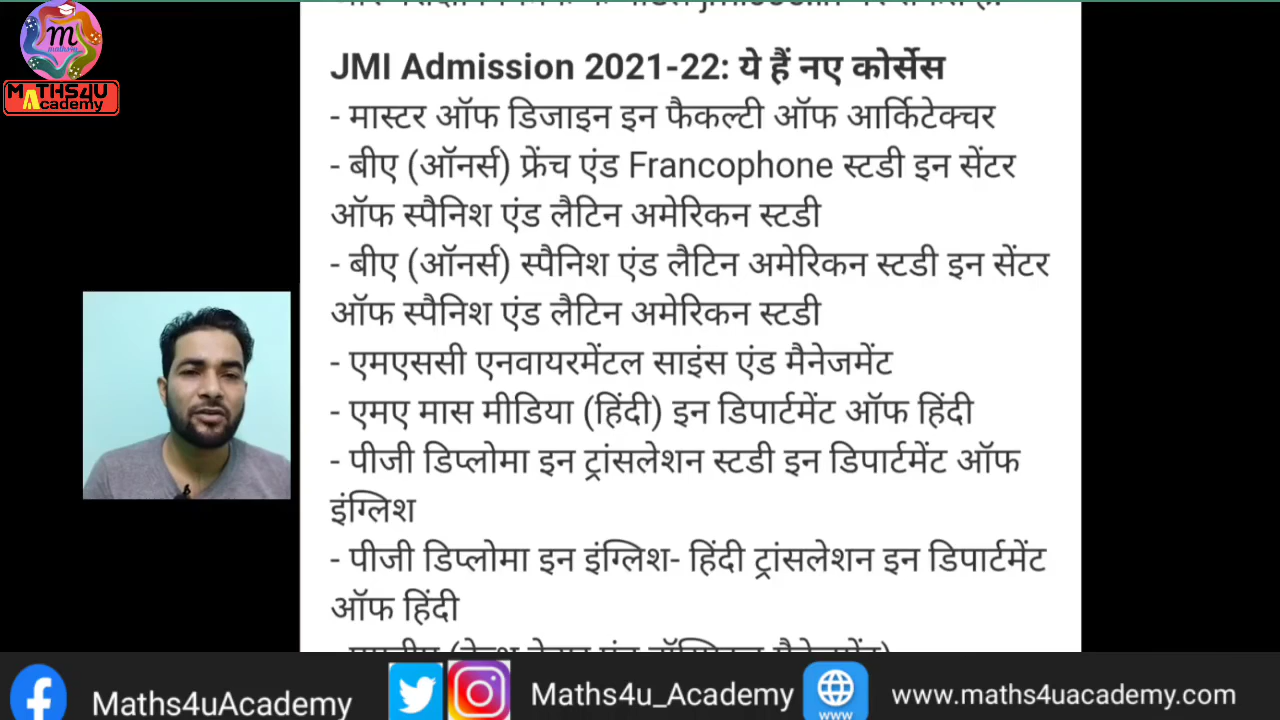 m
maths4u
MATHS4U
Academy
JMI Admission 2021-22: ये हैं नए कोर्सेस
- मास्टर ऑफ डिजाइन इन फैकल्टी ऑफ आर्किटेक्चर
- बीए (ऑनर्स) फ्रेंच एंड Francophone स्टडी इन सेंटर
ऑफ स्पैनिश एंड लैटिन अमेरिकन स्टडी
- बीए (ऑनर्स) स्पैनिश एंड लैटिन अमेरिकन स्टडी इन सेंटर
ऑफ स्पैनिश एंड लैटिन अमेरिकन स्टडी
- एमएससी एनवायरमेंटल साइंस एंड मैनेजमेंट
- एमए मास मीडिया (हिंदी) इन डिपार्टमेंट ऑफ हिंदी
- पीजी डिप्लोमा इन ट्रांसलेशन स्टडी इन डिपार्टमेंट ऑफ
इंग्लिश
- पीजी डिप्लोमा इन इंग्लिश- हिंदी ट्रांसलेशन इन डिपार्टमेंट
ऑफ हिंदी
Maths4uAcademy
Maths4u_Academy
www
www.maths4uacademy.com